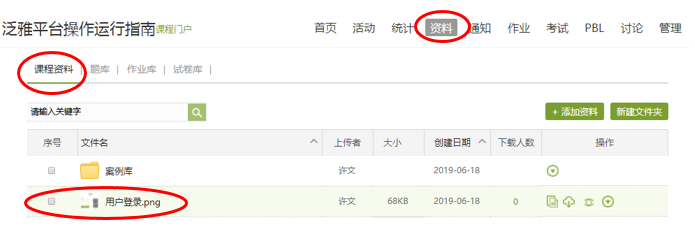 泛雅平台操作运行指南课程门户 首页 活动 统计 资料 通知 作业 考试 PBL 讨论 管理
课程资料 | 题库 | 作业库 | 试卷库 |
请输入关键字 + 添加资料 新建文件夹
序号 文件名 上传者 大小 创建日期 下载人数 操作
案例库 许文 2019-06-18
用户登录.png 许文 68KB 2019-06-18 0